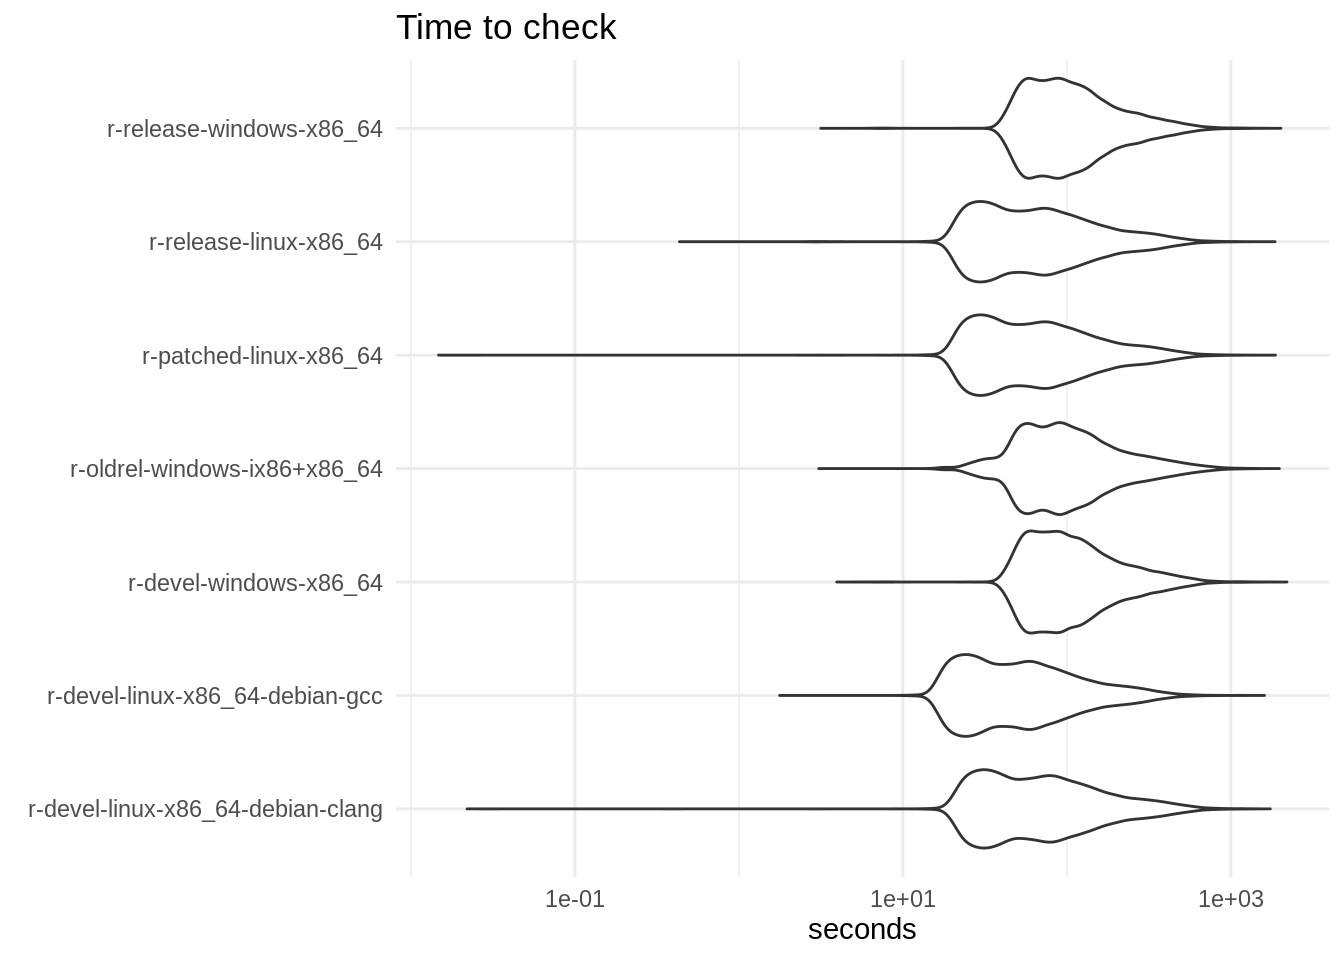 Time to check
r-release-windows-x86_64
r-release-linux-x86_64
r-patched-linux-x86_64
r-oldrel-windows-ix86+x86_64
r-devel-windows-x86_64
r-devel-linux-x86_64-debian-gcc
r-devel-linux-x86_64-debian-clang
1e-01 1e+01 1e+03
seconds